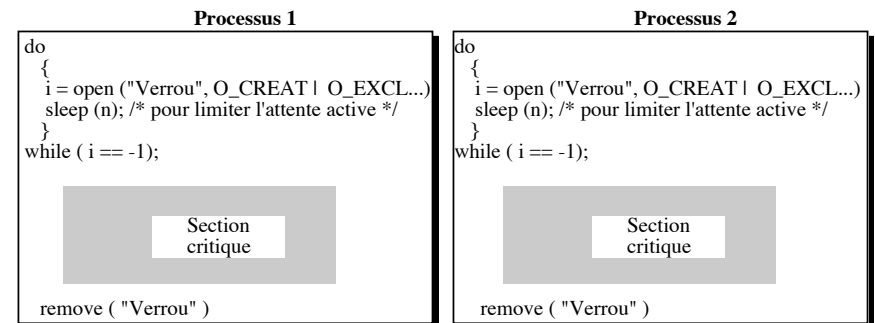 Processus 1
do
{
i = open ("Verrou", O_CREAT | O_EXCL...)
sleep (n); /* pour limiter l'attente active */
}
while ( i == -1);
Section
critique
remove ( "Verrou" )
Processus 2
do
{
i = open ("Verrou", O_CREAT | O_EXCL...)
sleep (n); /* pour limiter l'attente active */
}
while ( i == -1);
Section
critique
remove ( "Verrou" )